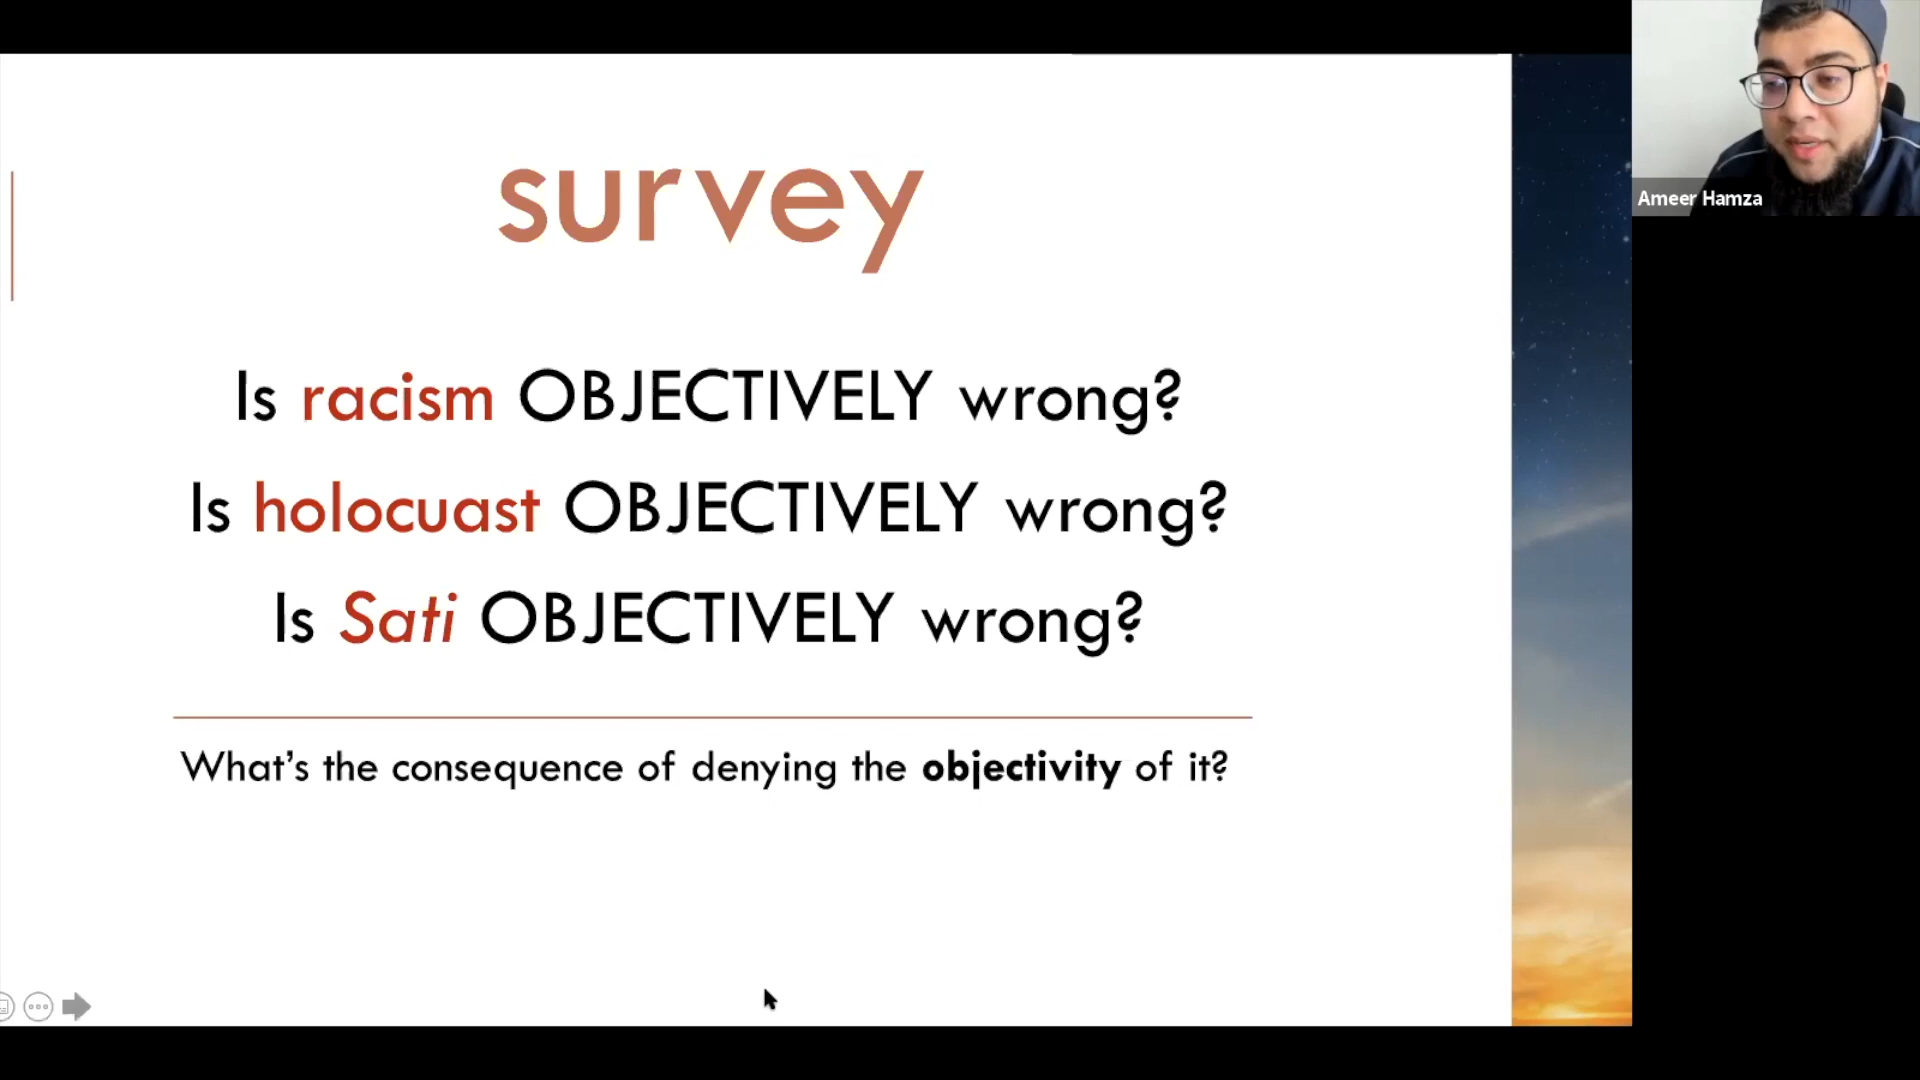 survey
Is racism OBJECTIVELY wrong?
Is holocuast OBJECTIVELY wrong?
Is Sati OBJECTIVELY wrong?
What's the consequence of denying the objectivity of it?
Ameer Hamza